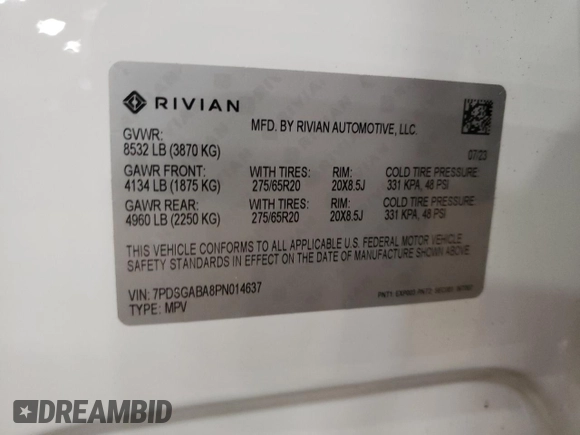 RIVIAN
MFD. BY RIVIAN AUTOMOTIVE, LLC.
GVWR:
8532 LB (3870 KG)
07/23
GAWR FRONT: WITH TIRES: RIM: COLD TIRE PRESSURE:
4134 LB (1875 KG) 275/65R20 20X8.5J 331 KPA, 48 PSI
GAWR REAR: WITH TIRES: RIM: COLD TIRE PRESSURE:
4960 LB (2250 KG) 275/65R20 20X8.5J 331 KPA, 48 PSI
THIS VEHICLE CONFORMS TO ALL APPLICABLE U.S. FEDERAL MOTOR VEHICLE
SAFETY STANDARDS IN EFFECT ON THE DATE OF MANUFACTURE SHOWN ABOVE.
VIN: 7PDSGABA8PN014637
TYPE: MPV
DREAMBID